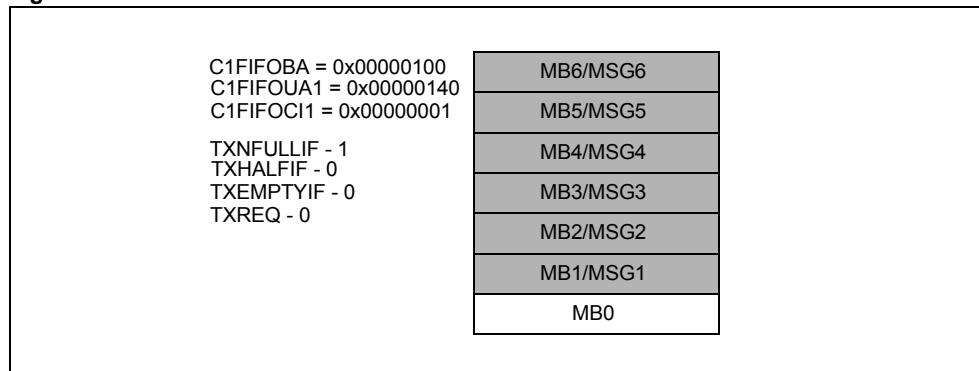 C1FIFOBA = 0x00000100
C1FIFOUA1 = 0x00000140
C1FIFOCI1 = 0x00000001
TXNFULLIF - 1
TXHALFIF - 0
TXEMPTYIF - 0
TXREQ - 0
MB6/MSG6
MB5/MSG5
MB4/MSG4
MB3/MSG3
MB2/MSG2
MB1/MSG1
MB0